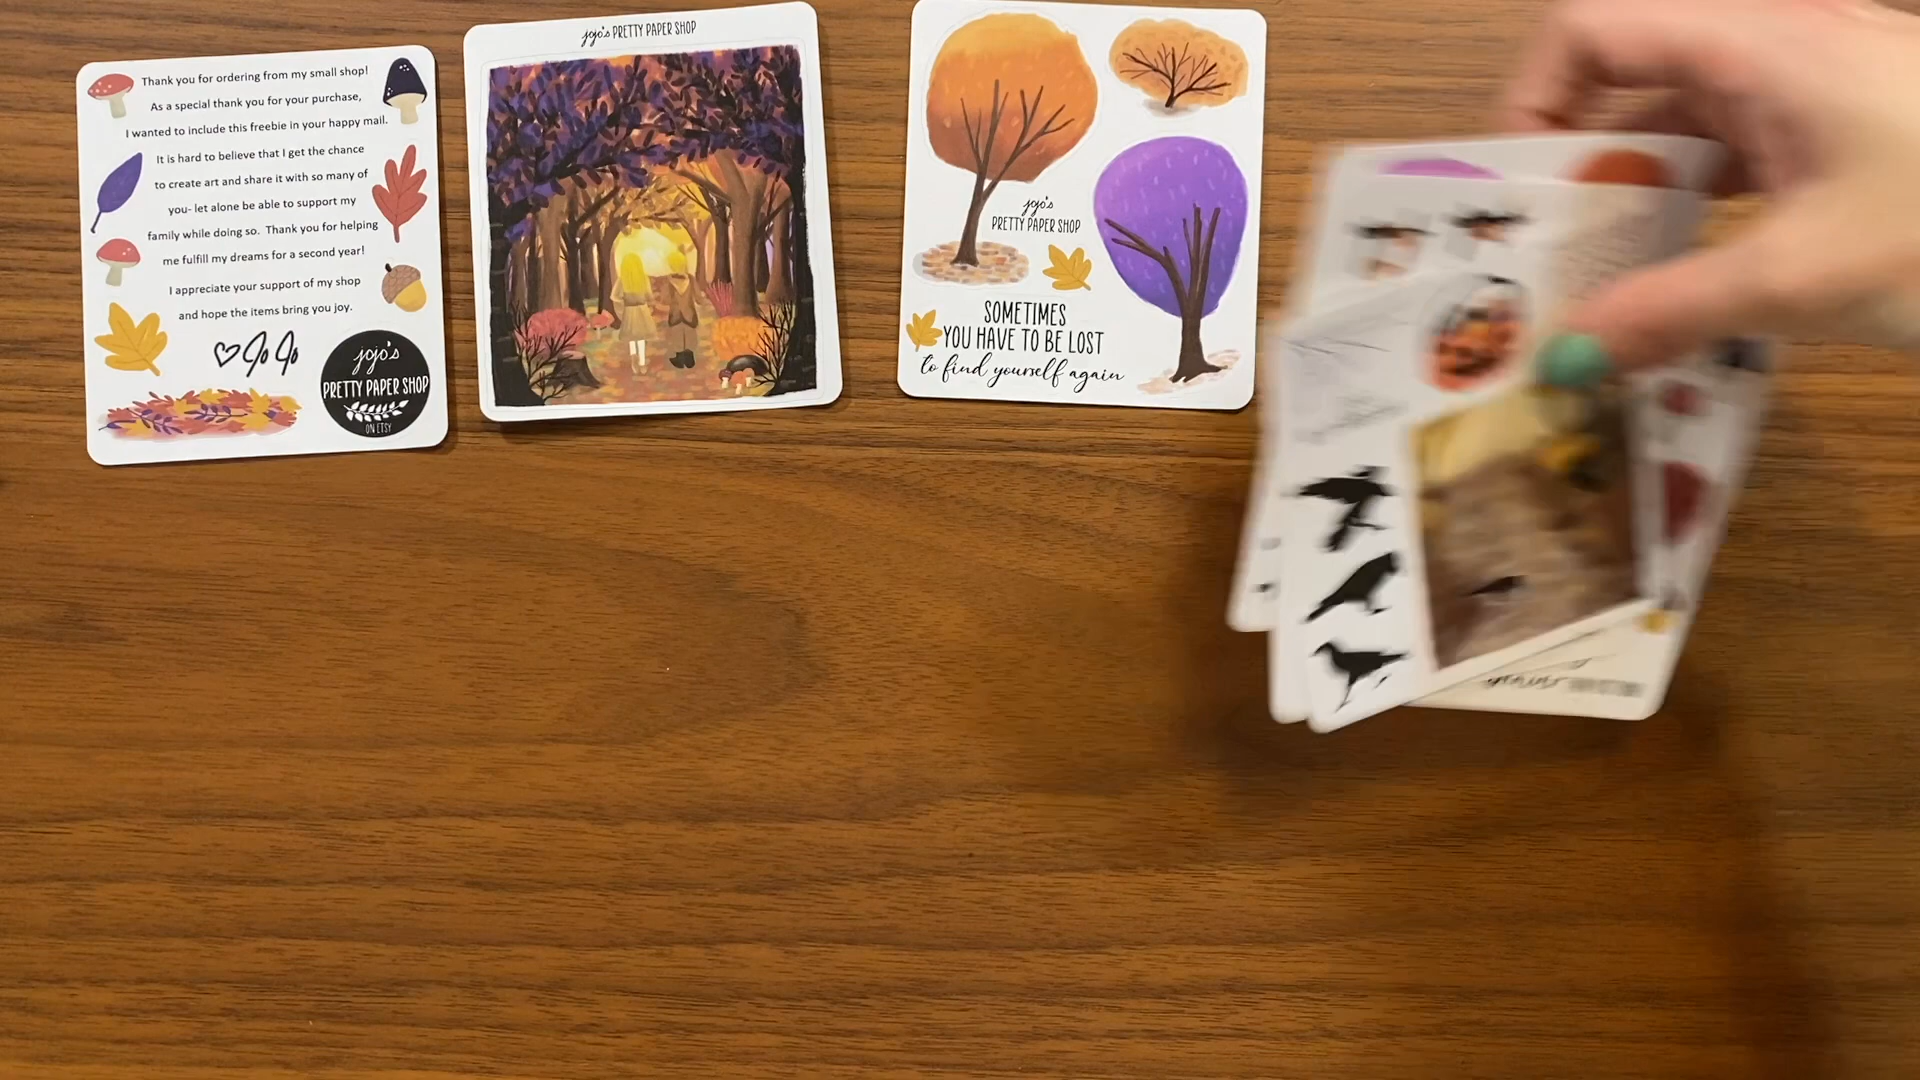 Thank you for ordering from my small shop!
As a special thank you for your purchase,
I wanted to include this freebie in your happy mail.
It is hard to believe that I get the chance
to create art and share it with so many of
you- let alone be able to support my
family while doing so. Thank you for helping
me fulfill my dreams for a second year!
I appreciate your support of my shop
and hope the items bring you joy.
JoJo
jojo's
PRETTY PAPER SHOP
ON ETSY
jojo's PRETTY PAPER SHOP
jojo's
PRETTY PAPER SHOP
SOMETIMES
YOU HAVE TO BE LOST
to find yourself again